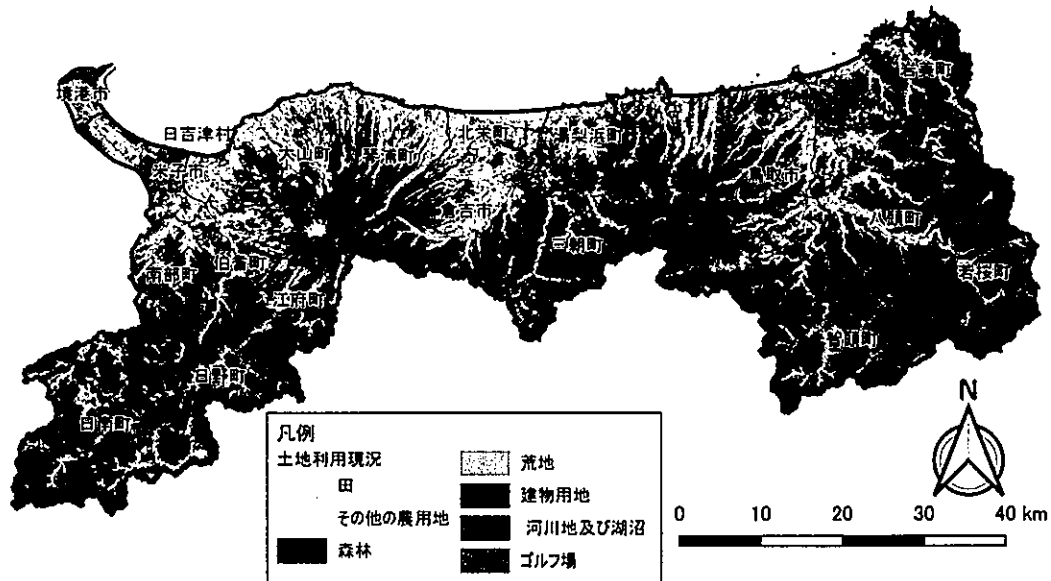 岩美町
境港市
日吉津村
北栄町
湯梨浜町
大山町
琴浦町
米子市
鳥取市
倉吉市
八頭町
三朝町
伯耆町
南部町
若桜町
江府町
智頭町
日野町
日南町
N
凡例
土地利用現況
田
その他の農用地
森林
荒地
建物用地
河川地及び湖沼
ゴルフ場
0 10 20 30 40 km